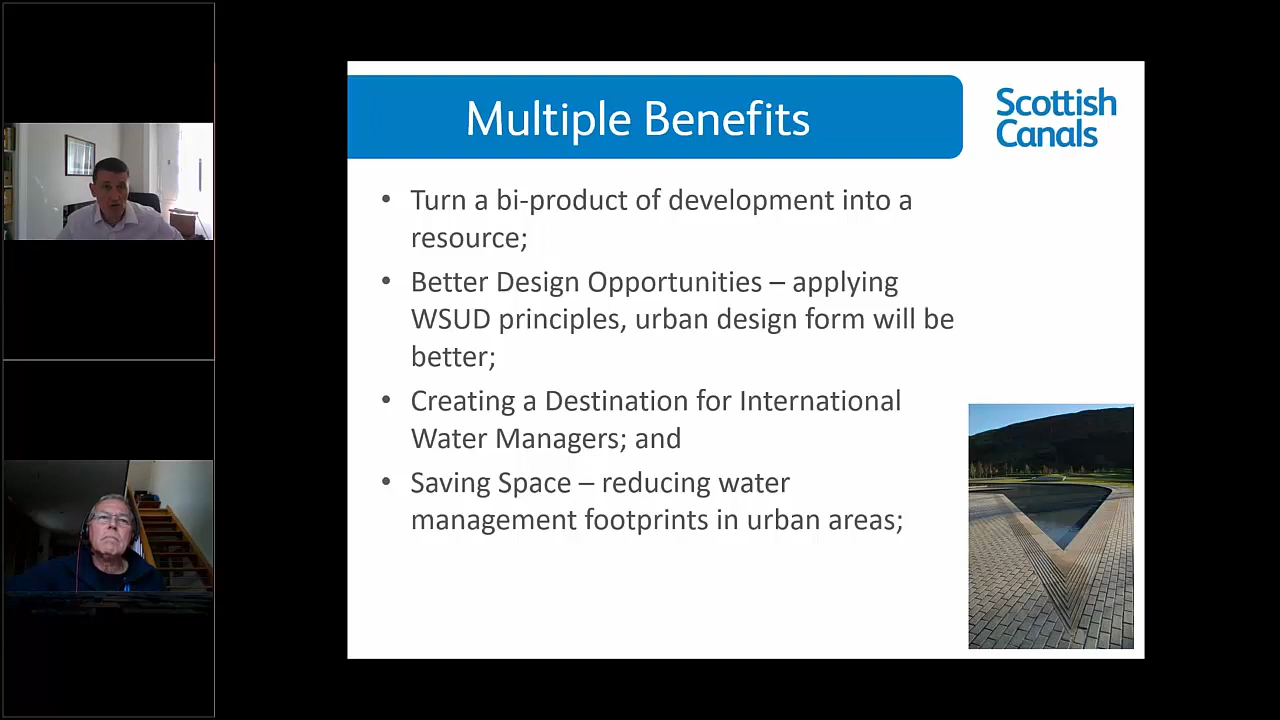 Multiple Benefits
Scottish
Canals
• Turn a bi-product of development into a
resource;
• Better Design Opportunities – applying
WSUD principles, urban design form will be
better;
• Creating a Destination for International
Water Managers; and
• Saving Space – reducing water
management footprints in urban areas;